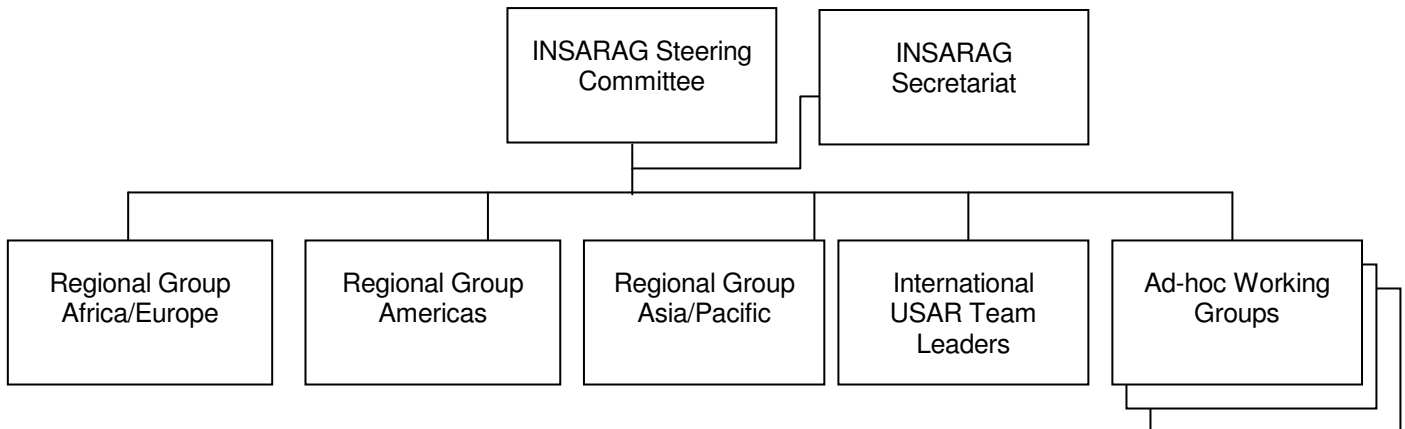 INSARAG Steering
Committee
INSARAG
Secretariat
Regional Group
Africa/Europe
Regional Group
Americas
Regional Group
Asia/Pacific
International
USAR Team
Leaders
Ad-hoc Working
Groups